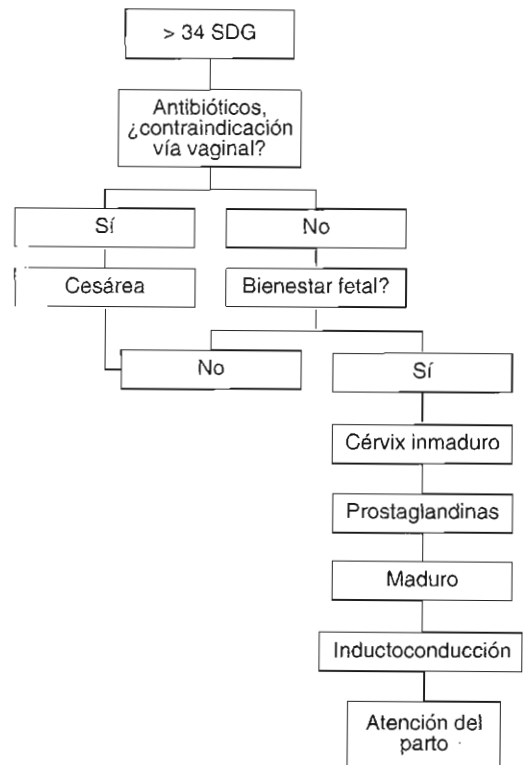 > 34 SDG
Antibióticos,
¿contraindicación
vía vaginal?
Sí
No
Cesárea
Bienestar fetal?
No
Sí
Cérvix inmaduro
Prostaglandinas
Maduro
Inductoconducción
Atención del
parto